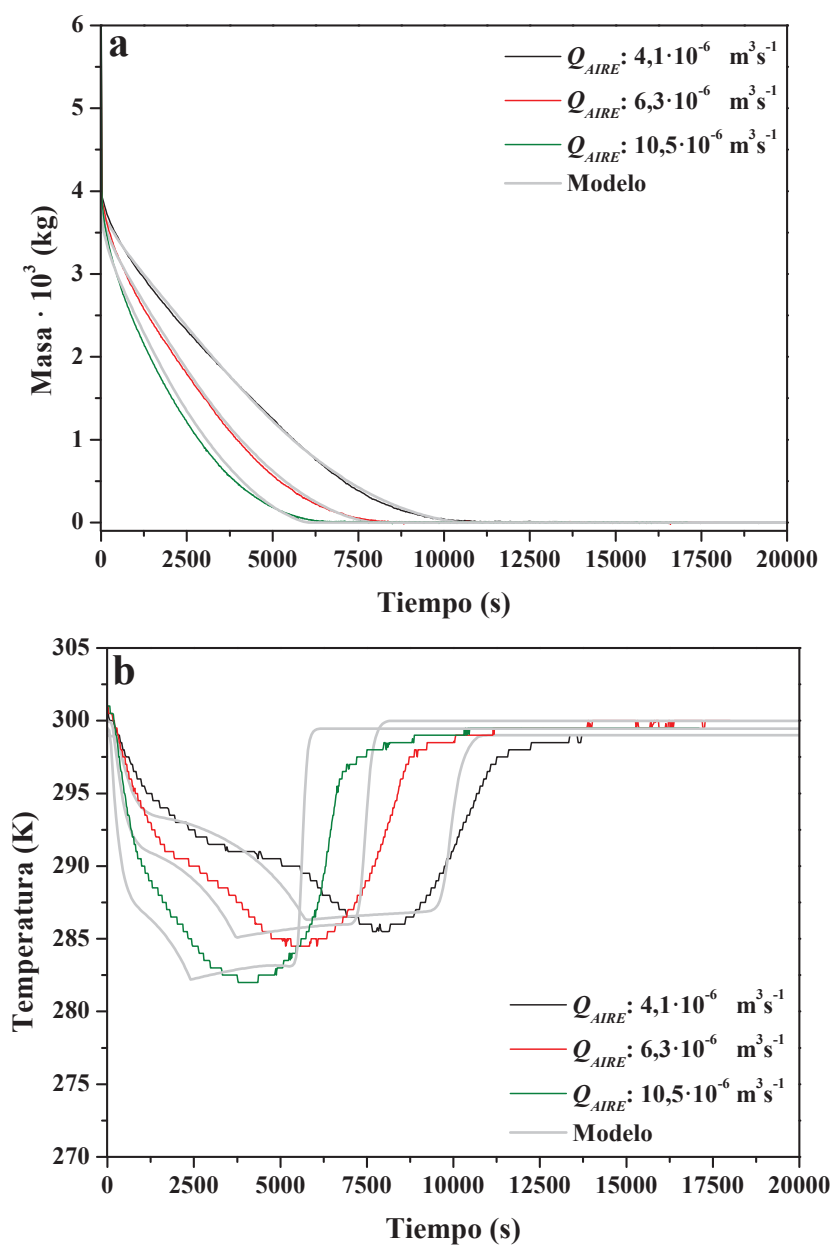 a
6
5
4
3
2
1
0
Masa · 10³ (kg)
Q_AIRE: 4,1·10⁻⁶ m³s⁻¹
Q_AIRE: 6,3·10⁻⁶ m³s⁻¹
Q_AIRE: 10,5·10⁻⁶ m³s⁻¹
Modelo
0 2500 5000 7500 10000 12500 15000 17500 20000
Tiempo (s)
b
305
300
295
290
285
280
275
270
Temperatura (K)
Q_AIRE: 4,1·10⁻⁶ m³s⁻¹
Q_AIRE: 6,3·10⁻⁶ m³s⁻¹
Q_AIRE: 10,5·10⁻⁶ m³s⁻¹
Modelo
0 2500 5000 7500 10000 12500 15000 17500 20000
Tiempo (s)